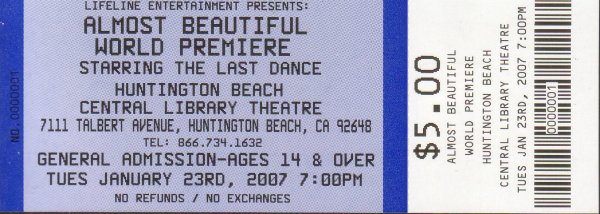 NO. 0000001
LIFELINE ENTERTAINMENT PRESENTS:
ALMOST BEAUTIFUL
WORLD PREMIERE
STARRING THE LAST DANCE
HUNTINGTON BEACH
CENTRAL LIBRARY THEATRE
7111 TALBERT AVENUE, HUNTINGTON BEACH, CA 92648
TEL: 866.734.1632
GENERAL ADMISSION-AGES 14 & OVER
TUES JANUARY 23RD, 2007 7:00PM
NO REFUNDS / NO EXCHANGES
$5.00
ALMOST BEAUTIFUL
WORLD PREMIERE
HUNTINGTON BEACH
CENTRAL LIBRARY THEATRE
TUES JAN 23RD, 2007 7:00PM
0000001